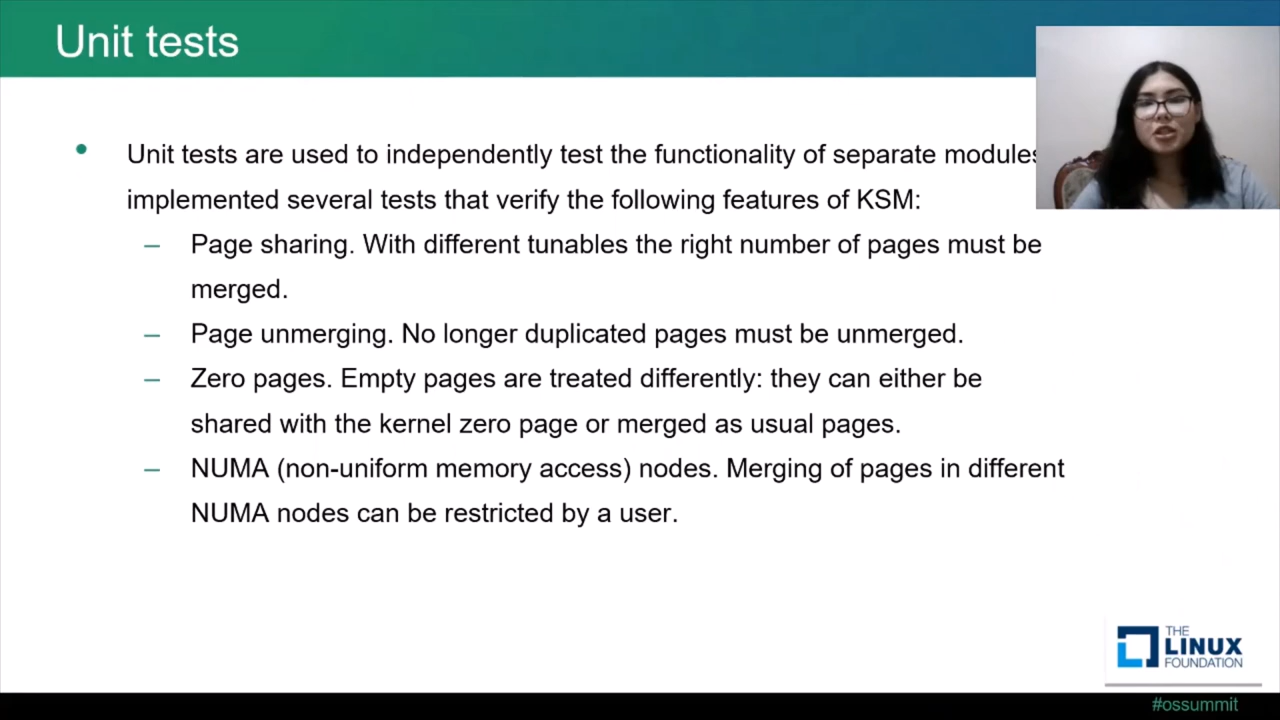 Unit tests
Unit tests are used to independently test the functionality of separate modules
implemented several tests that verify the following features of KSM:
– Page sharing. With different tunables the right number of pages must be
merged.
– Page unmerging. No longer duplicated pages must be unmerged.
– Zero pages. Empty pages are treated differently: they can either be
shared with the kernel zero page or merged as usual pages.
– NUMA (non-uniform memory access) nodes. Merging of pages in different
NUMA nodes can be restricted by a user.
THE
LINUX
FOUNDATION
#ossummit